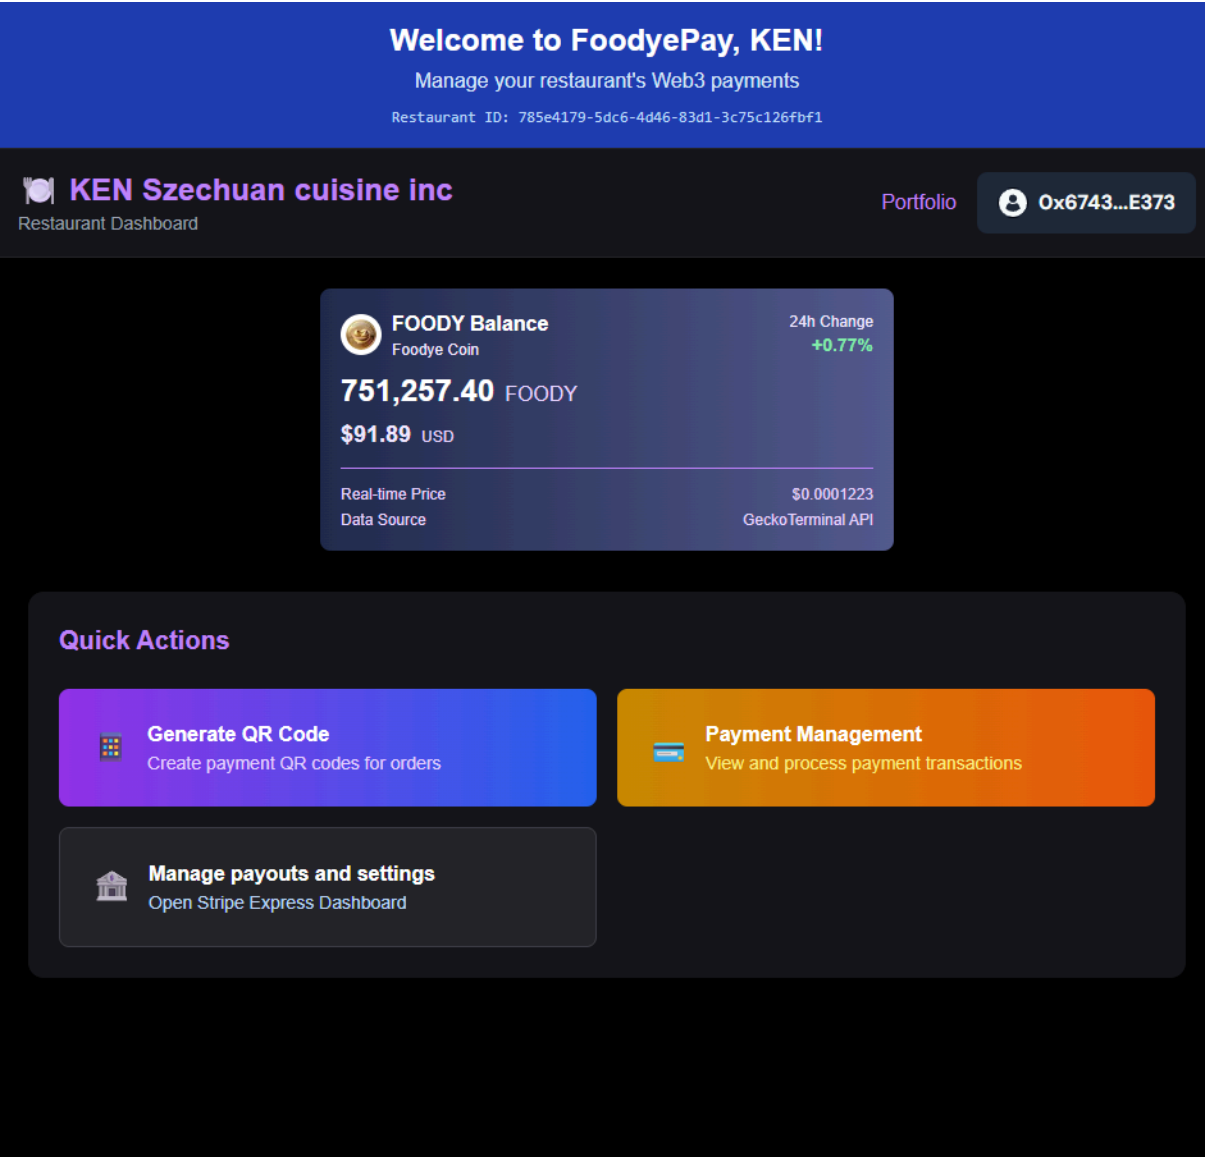 Welcome to FoodyePay, KEN!
Manage your restaurant's Web3 payments
Restaurant ID: 785e4179-5dc6-4d46-83d1-3c75c126fbf1
KEN Szechuan cuisine inc
Restaurant Dashboard
Portfolio
0x6743...E373
FOODY Balance
Foodye Coin
24h Change
+0.77%
751,257.40 FOODY
$91.89 USD
Real-time Price
$0.0001223
Data Source
GeckoTerminal API
Quick Actions
Generate QR Code
Create payment QR codes for orders
Payment Management
View and process payment transactions
Manage payouts and settings
Open Stripe Express Dashboard